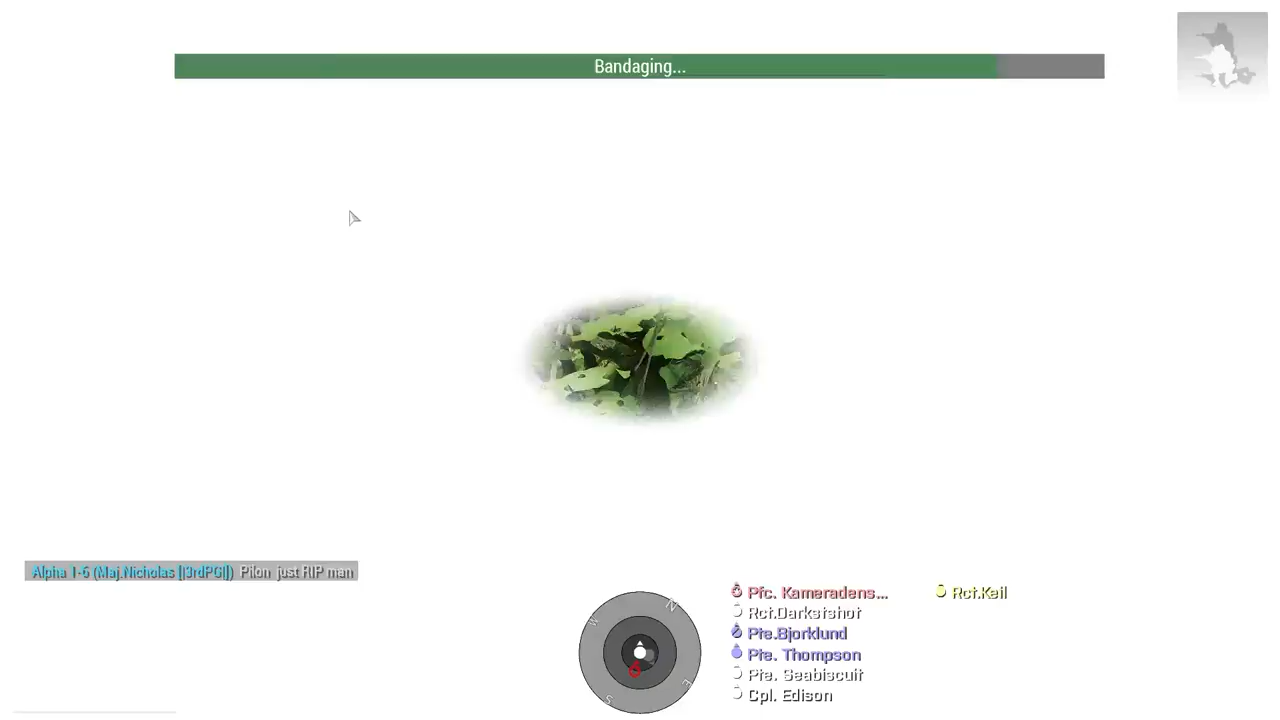 Bandaging...
Alpha 1-6 (Maj.Nicholas [|3rdPG|]) Pilon just RIP man
N
W
E
S
Pfc. Kameradens...
Rct.Keil
Rct.Darkstshot
Pte.Bjorklund
Pte. Thompson
Pte. Seabiscuit
Cpl. Edison